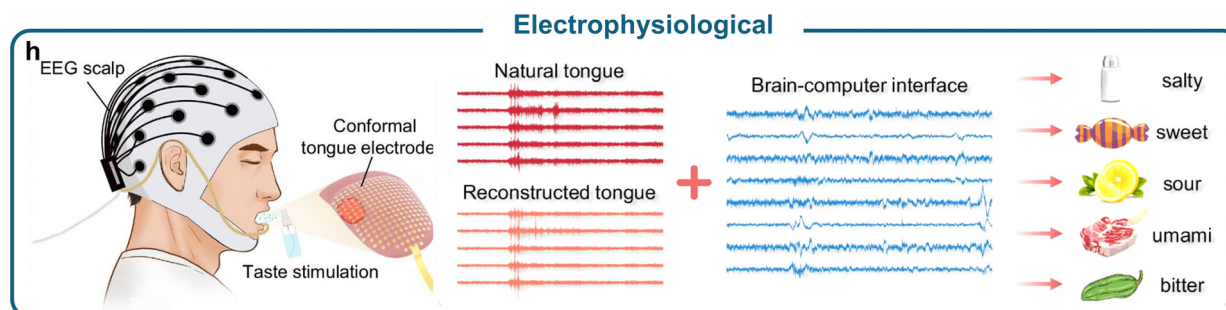 Electrophysiological
h
EEG scalp
Conformal
tongue electrode
Taste stimulation
Natural tongue
Reconstructed tongue
Brain-computer interface
salty
sweet
sour
umami
bitter